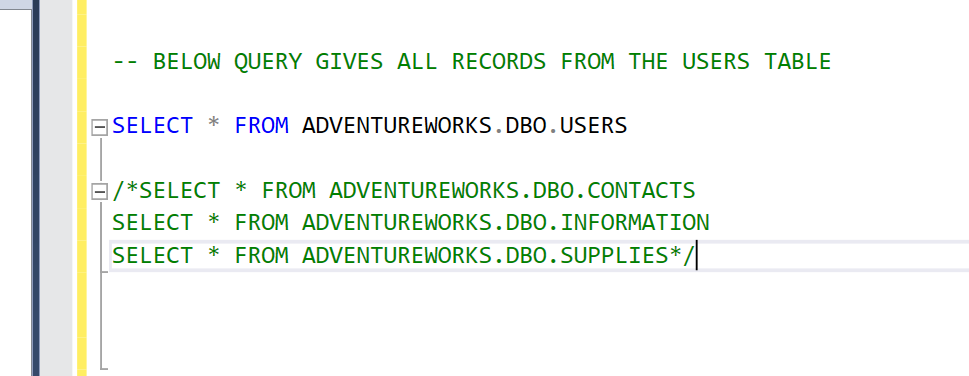 -- BELOW QUERY GIVES ALL RECORDS FROM THE USERS TABLE
SELECT * FROM ADVENTUREWORKS.DBO.USERS
/*SELECT * FROM ADVENTUREWORKS.DBO.CONTACTS
SELECT * FROM ADVENTUREWORKS.DBO.INFORMATION
SELECT * FROM ADVENTUREWORKS.DBO.SUPPLIES*/